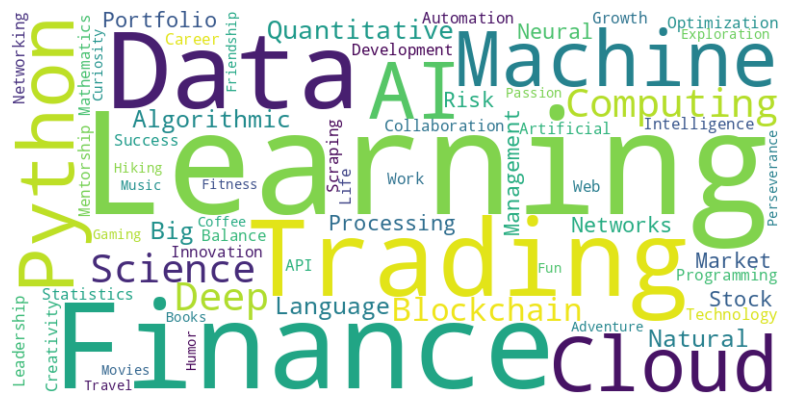 Networking
Mathematics
Curiosity
Portfolio
Career
Friendship
Quantitative
Automation
Development
Neural
Growth
Optimization
Exploration
Python
Data
AI
Machine
Risk
Passion
Computing
Algorithmic
Success
Collaboration
Artificial
Intelligence
Mentorship
Learning
Hiking
Music
Fitness
Scraping
Life
Work
Management
Web
Perseverance
Gaming
Big
Coffee
Balance
Processing
Networks
Trading
Innovation
Science
API
Fun
Market
Programming
Statistics
Deep
Language
Blockchain
Stock
Technology
Leadership
Creativity
Books
Finance
Adventure
Natural
Movies
Travel
Humor
Cloud